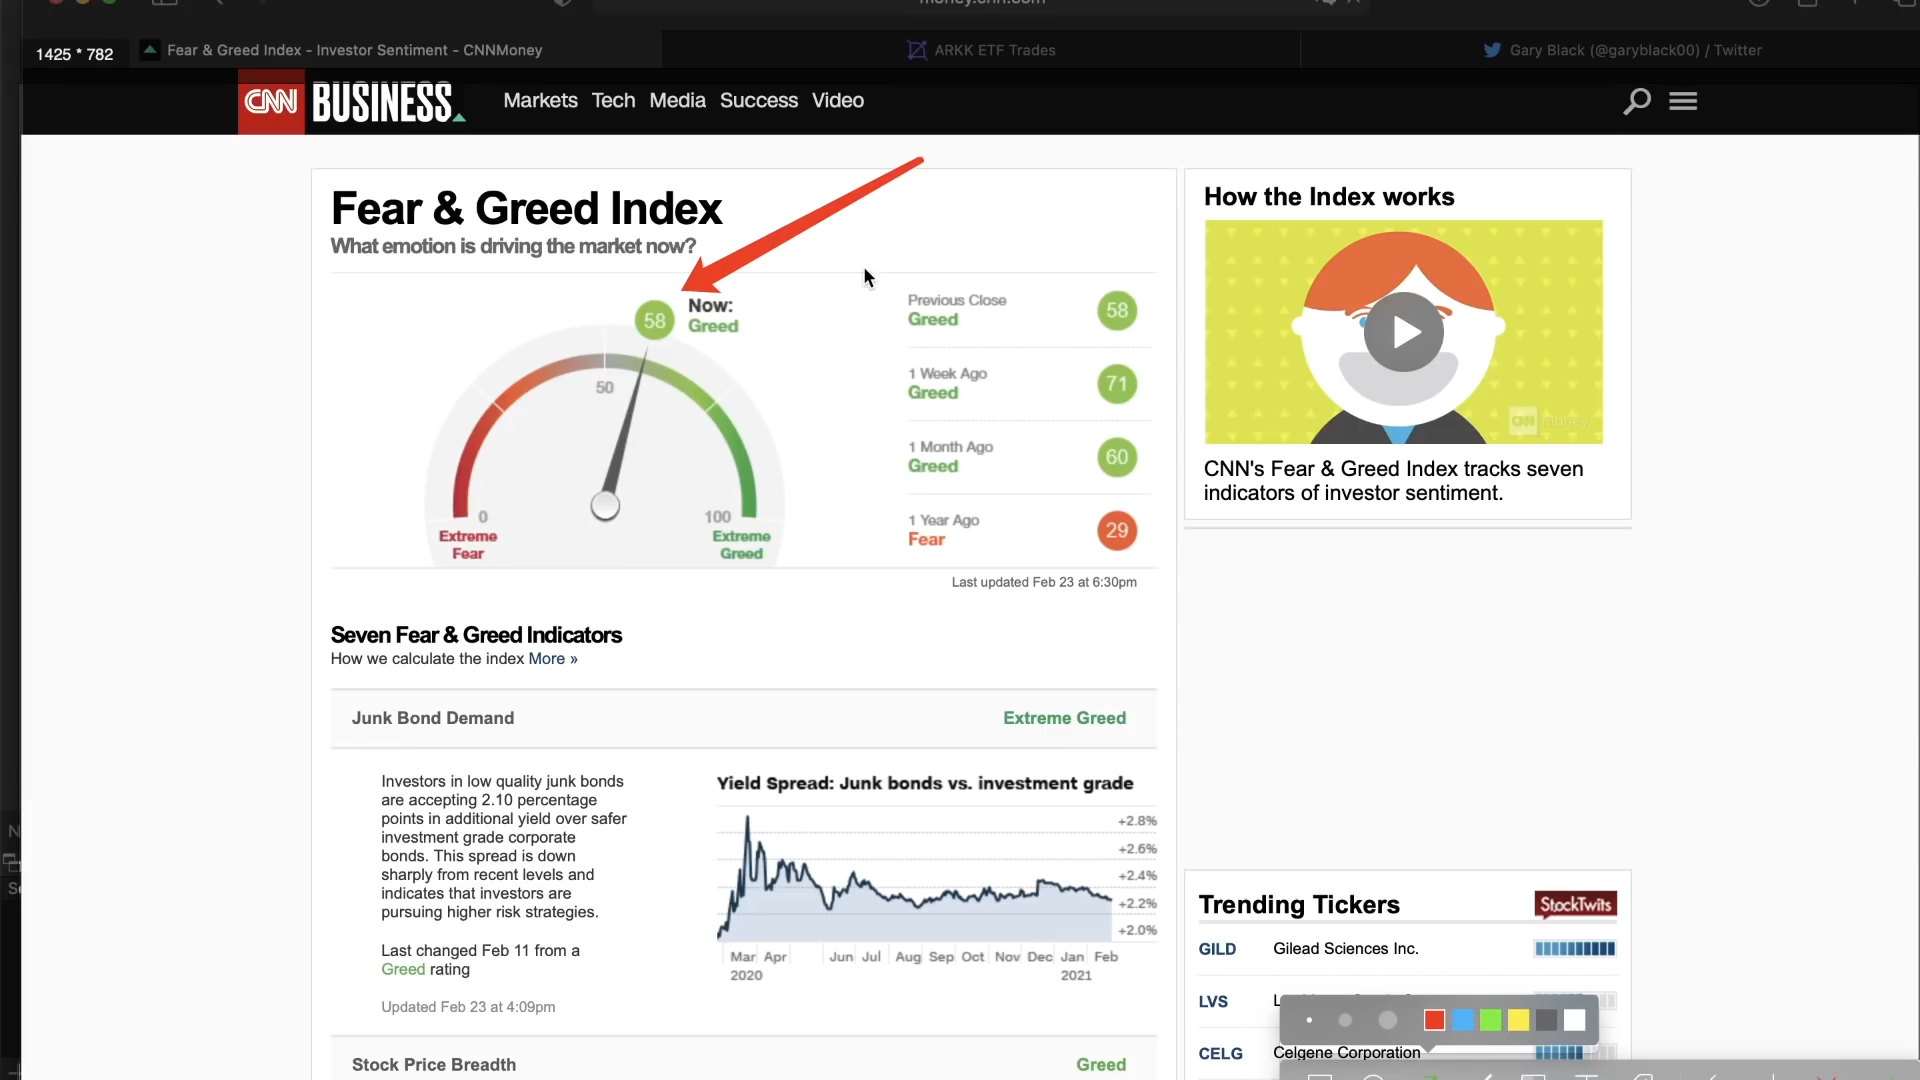 1425 * 782
Fear & Greed Index - Investor Sentiment - CNNMoney
ARKK ETF Trades
Gary Black (@garyblack00) / Twitter
CNN BUSINESS
Markets Tech Media Success Video
Fear & Greed Index
What emotion is driving the market now?
58
Now:
Greed
50
0
Extreme
Fear
100
Extreme
Greed
Previous Close
Greed
58
1 Week Ago
Greed
71
1 Month Ago
Greed
60
1 Year Ago
Fear
29
Last updated Feb 23 at 6:30pm
How the Index works
CNN Money
CNN's Fear & Greed Index tracks seven
indicators of investor sentiment.
Seven Fear & Greed Indicators
How we calculate the index More »
Junk Bond Demand
Extreme Greed
Investors in low quality junk bonds
are accepting 2.10 percentage
points in additional yield over safer
investment grade corporate
bonds. This spread is down
sharply from recent levels and
indicates that investors are
pursuing higher risk strategies.
Last changed Feb 11 from a
Greed rating
Updated Feb 23 at 4:09pm
Yield Spread: Junk bonds vs. investment grade
+2.8%
+2.6%
+2.4%
+2.2%
+2.0%
Mar Apr Jun Jul Aug Sep Oct Nov Dec Jan Feb
2020 2021
Stock Price Breadth
Greed
Trending Tickers
StockTwits
GILD Gilead Sciences Inc.
LVS
CELG Celgene Corporation